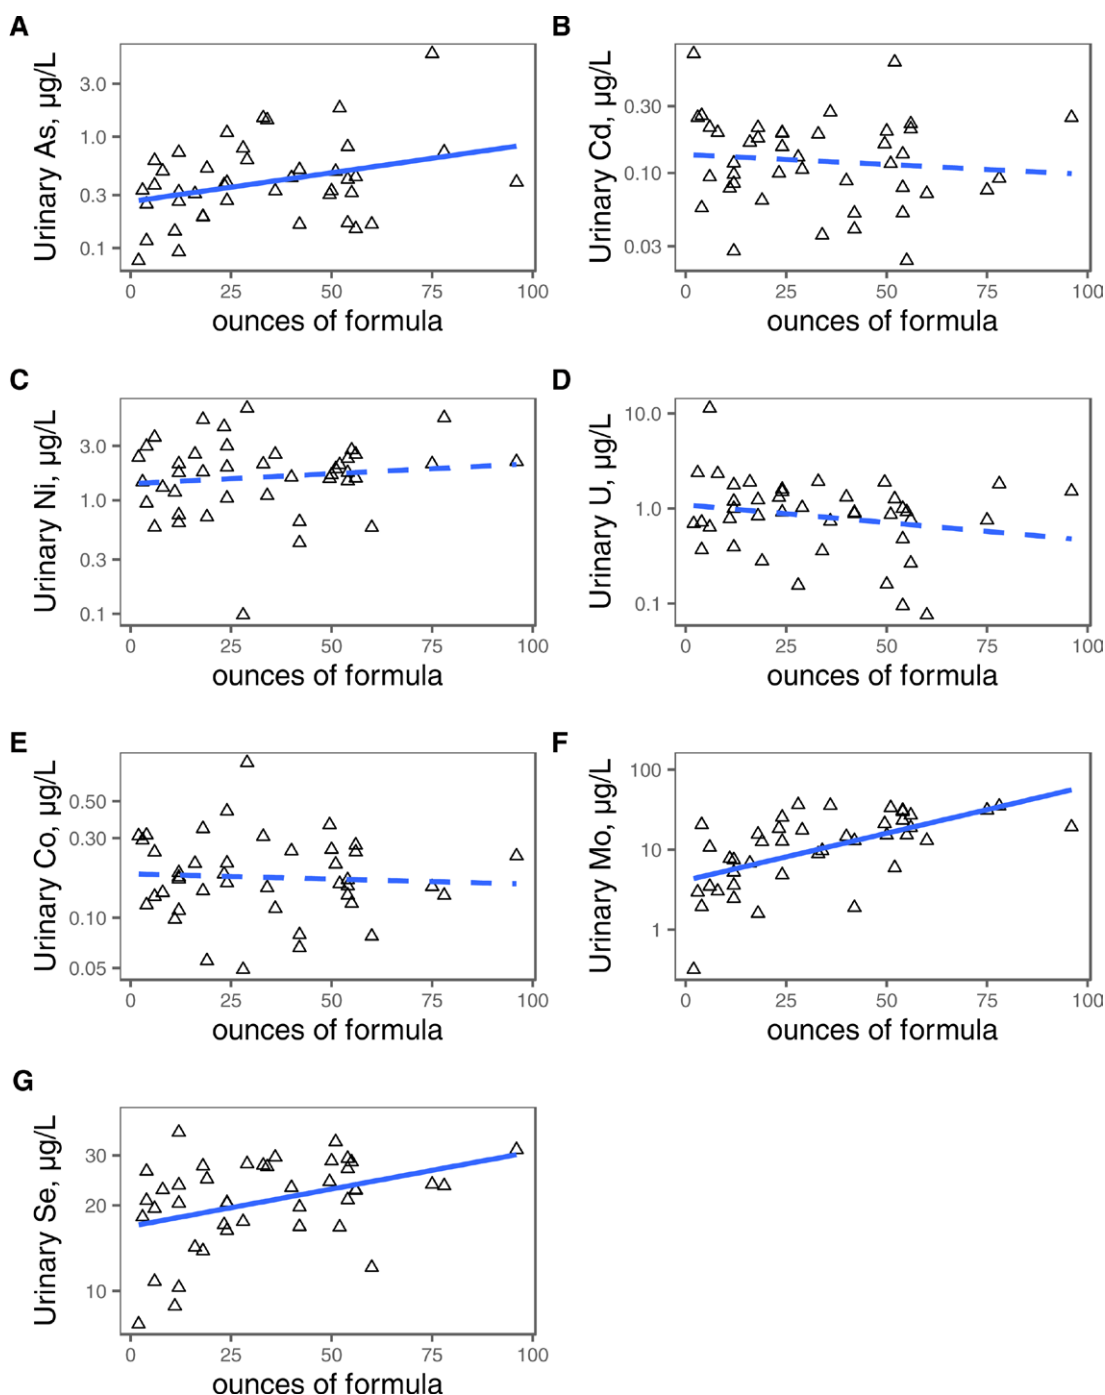 A
Urinary As, µg/L
3.0
1.0
0.3
0.1
0 25 50 75 100
ounces of formula
B
Urinary Cd, µg/L
0.30
0.10
0.03
0 25 50 75 100
ounces of formula
C
Urinary Ni, µg/L
3.0
1.0
0.3
0.1
0 25 50 75 100
ounces of formula
D
Urinary U, µg/L
10.0
1.0
0.1
0 25 50 75 100
ounces of formula
E
Urinary Co, µg/L
0.50
0.30
0.10
0.05
0 25 50 75 100
ounces of formula
F
Urinary Mo, µg/L
100
10
1
0 25 50 75 100
ounces of formula
G
Urinary Se, µg/L
30
20
10
0 25 50 75 100
ounces of formula